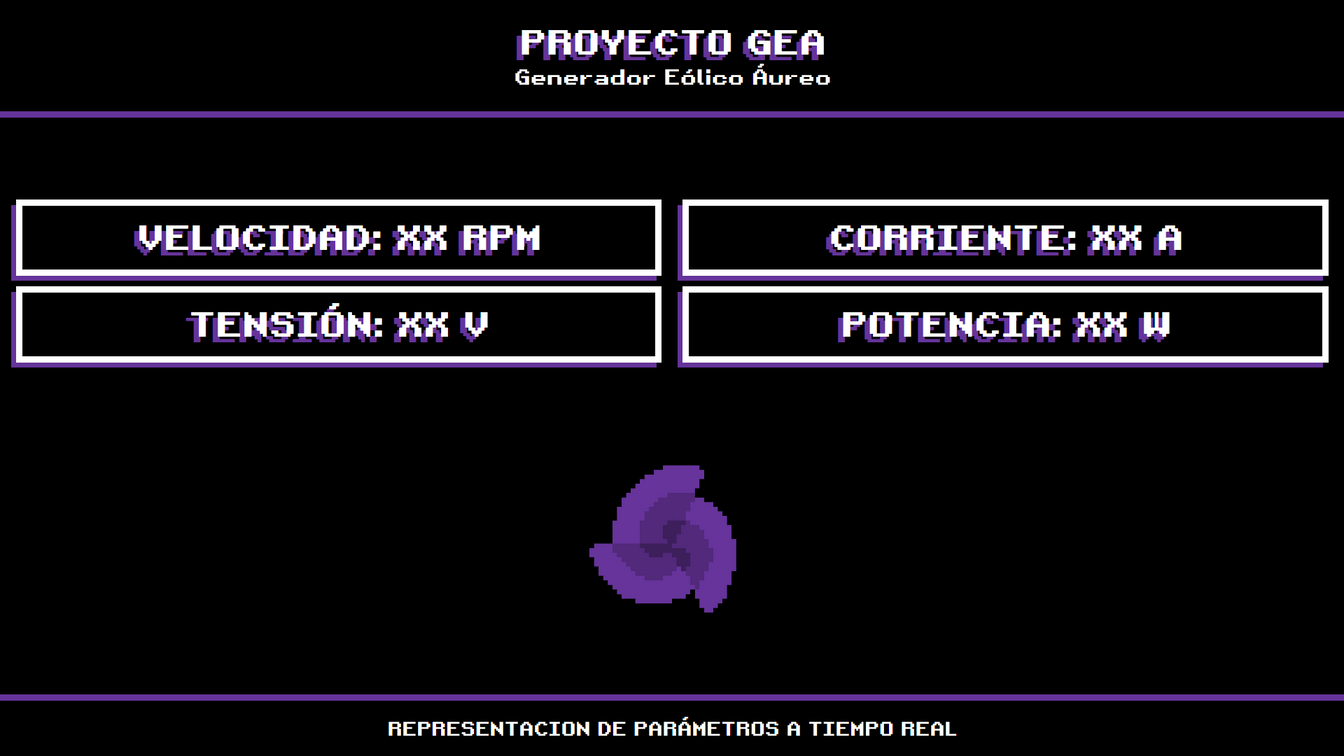 PROYECTO GEA
Generador Eólico Áureo
VELOCIDAD: XX RPM
CORRIENTE: XX A
TENSIÓN: XX V
POTENCIA: XX W
REPRESENTACION DE PARÁMETROS A TIEMPO REAL